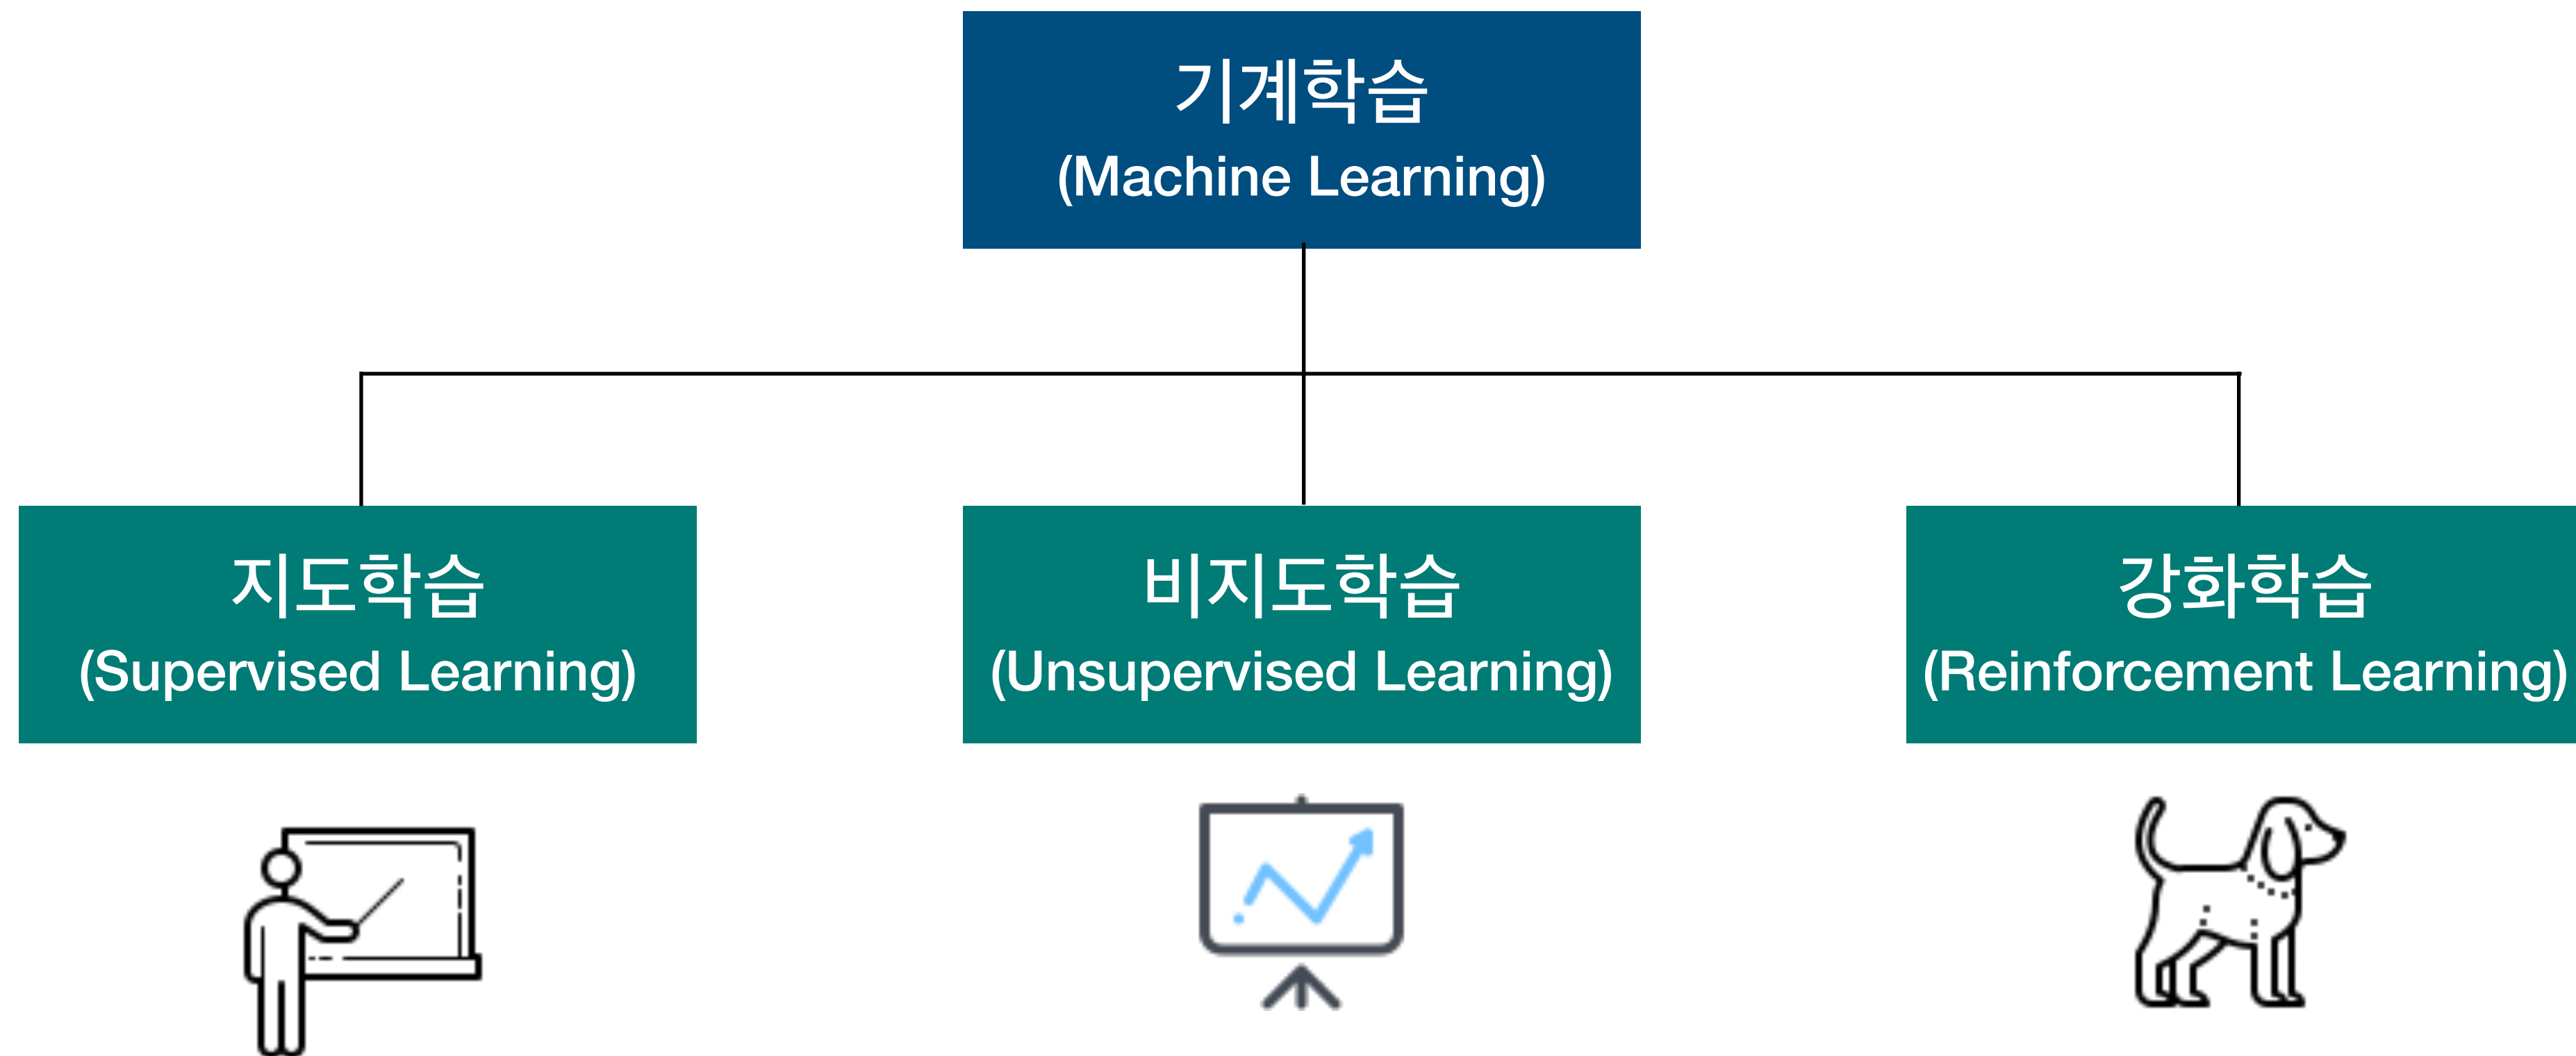 기계학습
(Machine Learning)
지도학습
(Supervised Learning)
비지도학습
(Unsupervised Learning)
강화학습
(Reinforcement Learning)